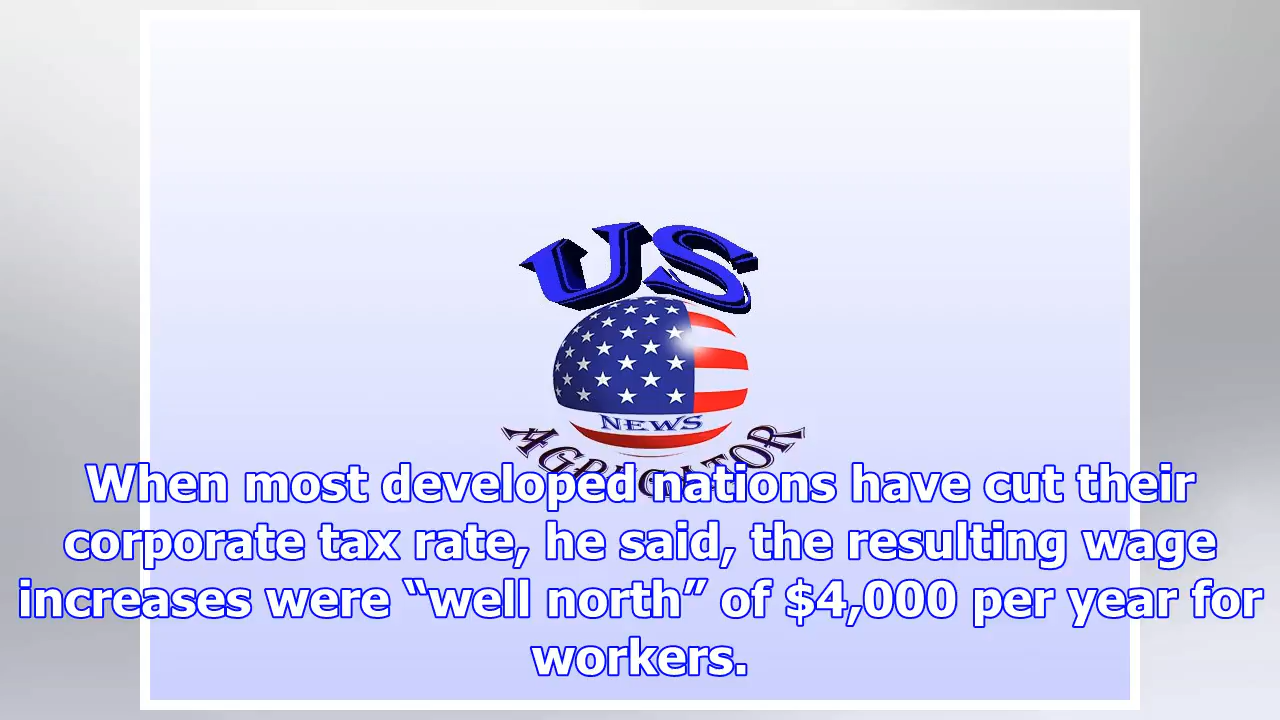 US
NEWS
AGREGATOR
When most developed nations have cut their
corporate tax rate, he said, the resulting wage
increases were “well north” of $4,000 per year for
workers.